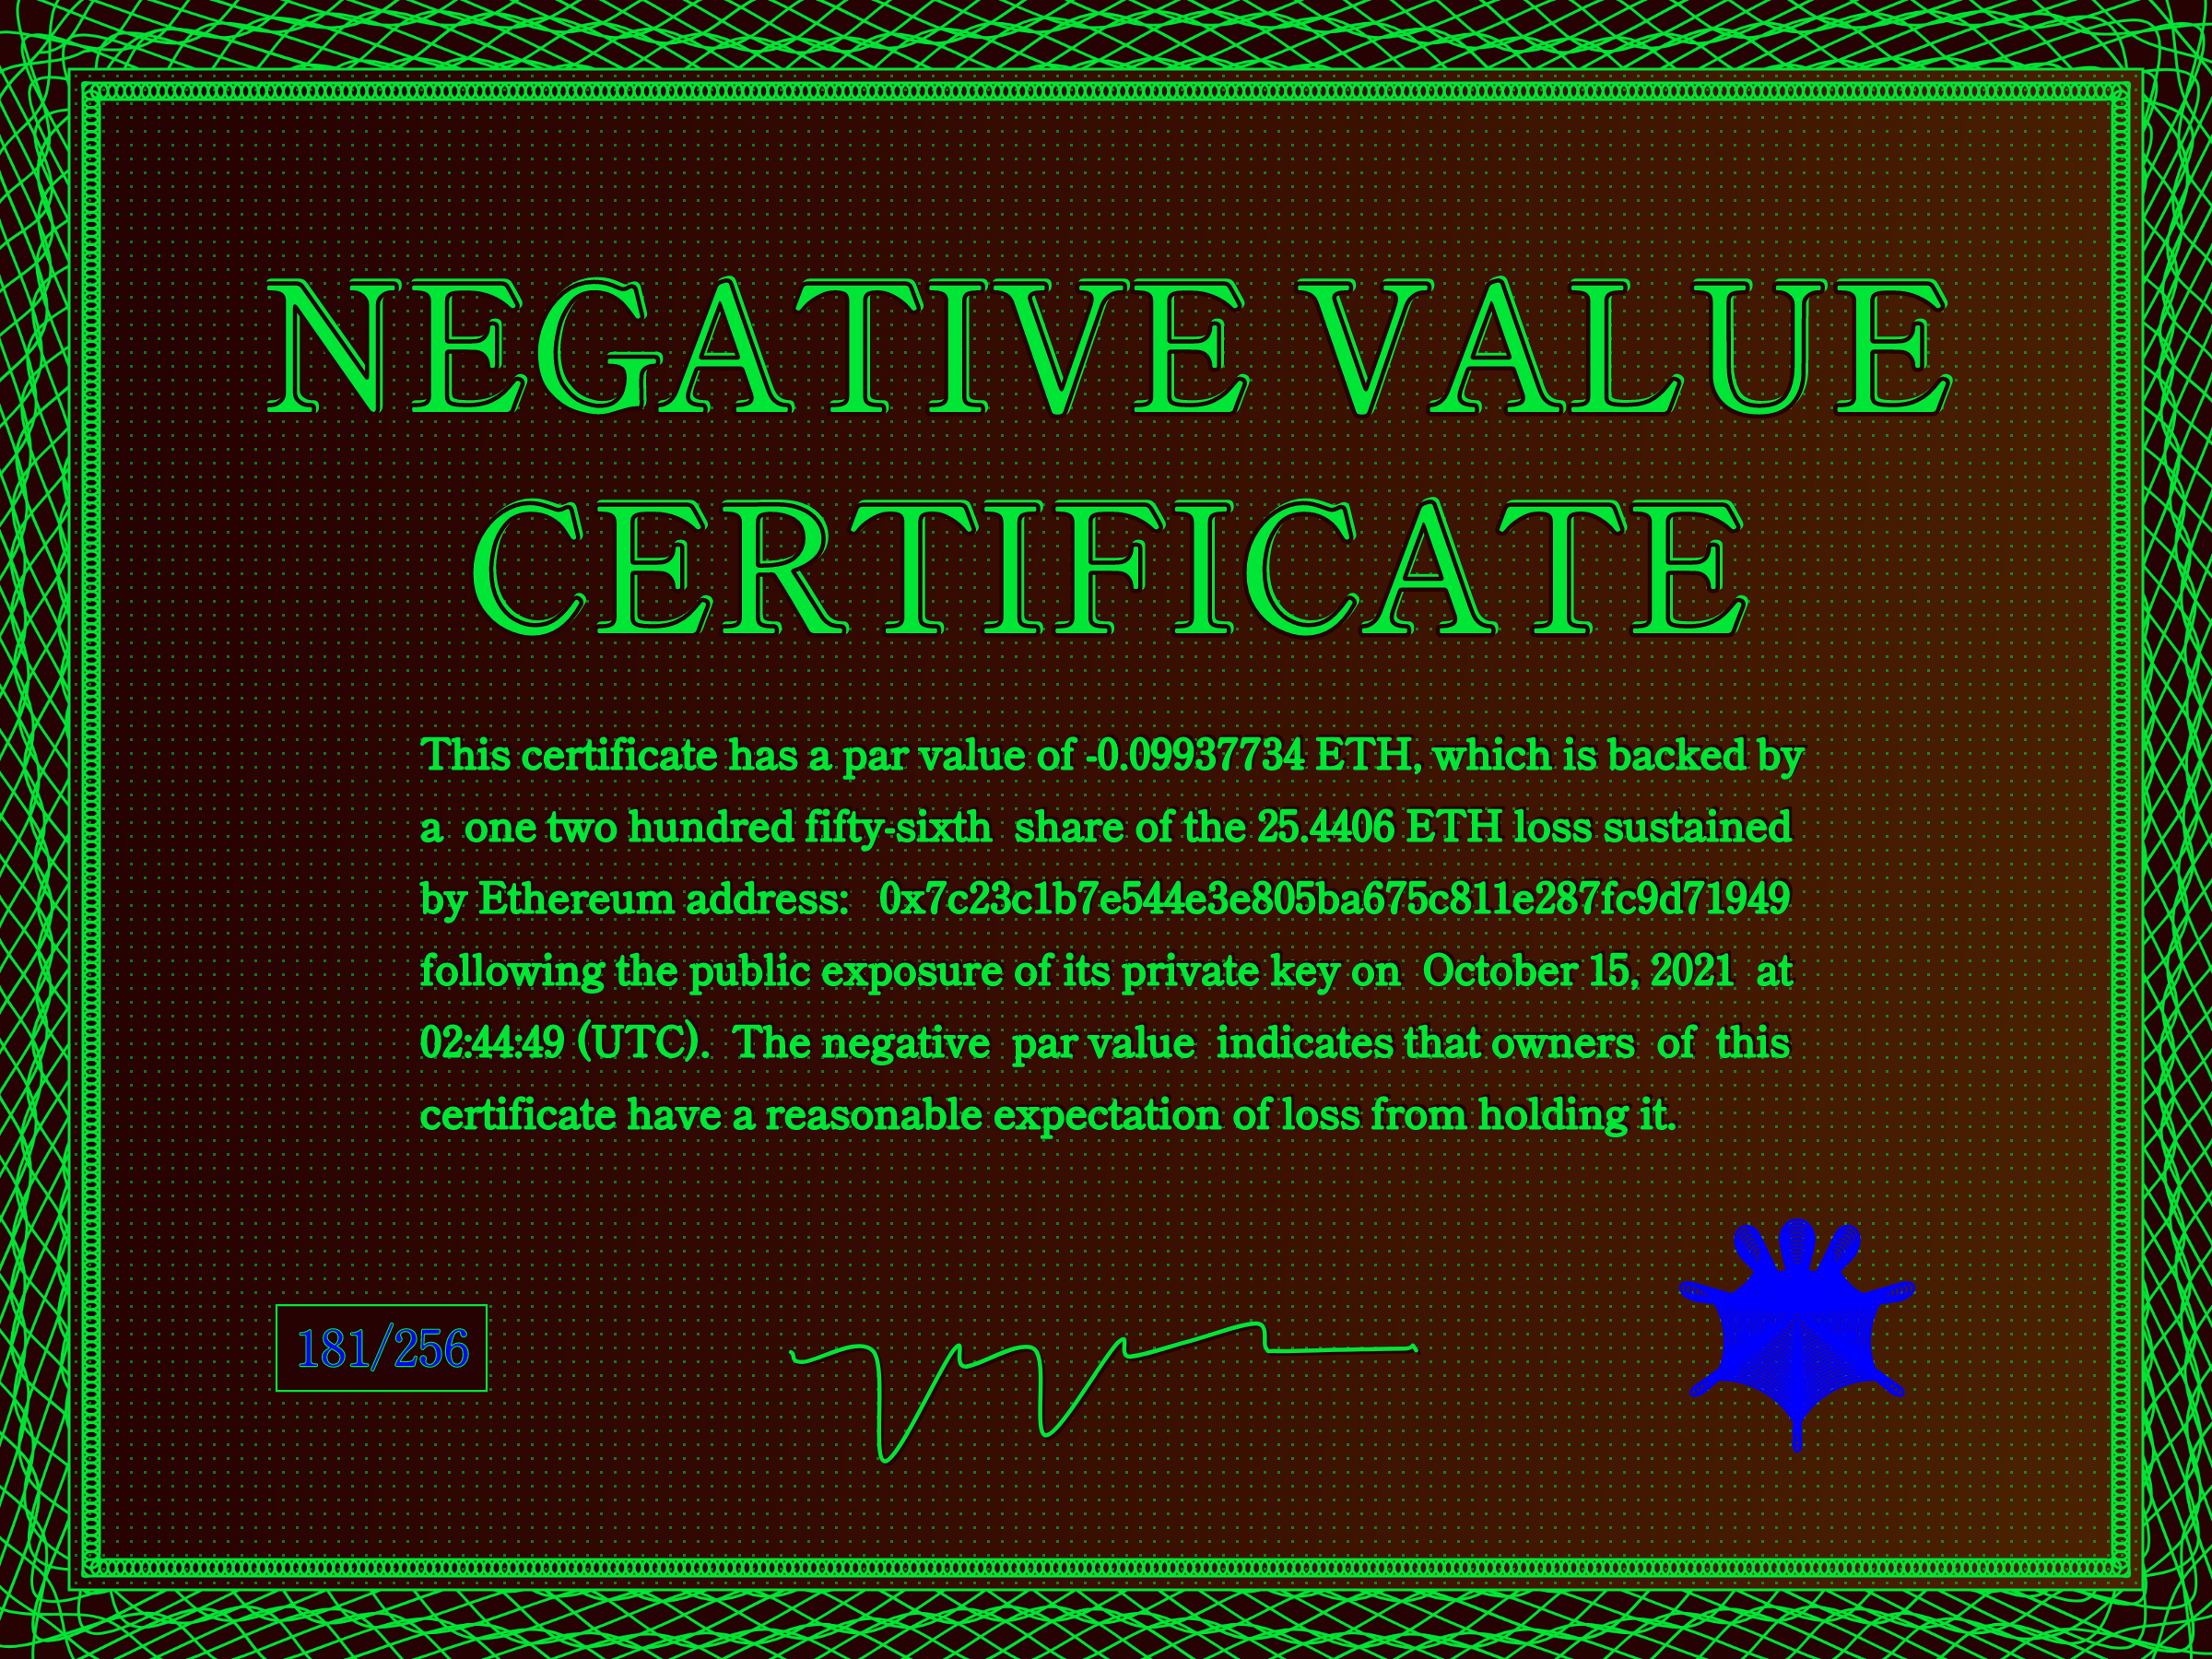 NEGATIVE VALUE
CERTIFICATE
This certificate has a par value of -0.09937734 ETH, which is backed by
a one two hundred fifty-sixth share of the 25.4406 ETH loss sustained
by Ethereum address: 0x7c23c1b7e544e3e805ba675c811e287fc9d71949
following the public exposure of its private key on October 15, 2021 at
02:44:49 (UTC). The negative par value indicates that owners of this
certificate have a reasonable expectation of loss from holding it.
181/256